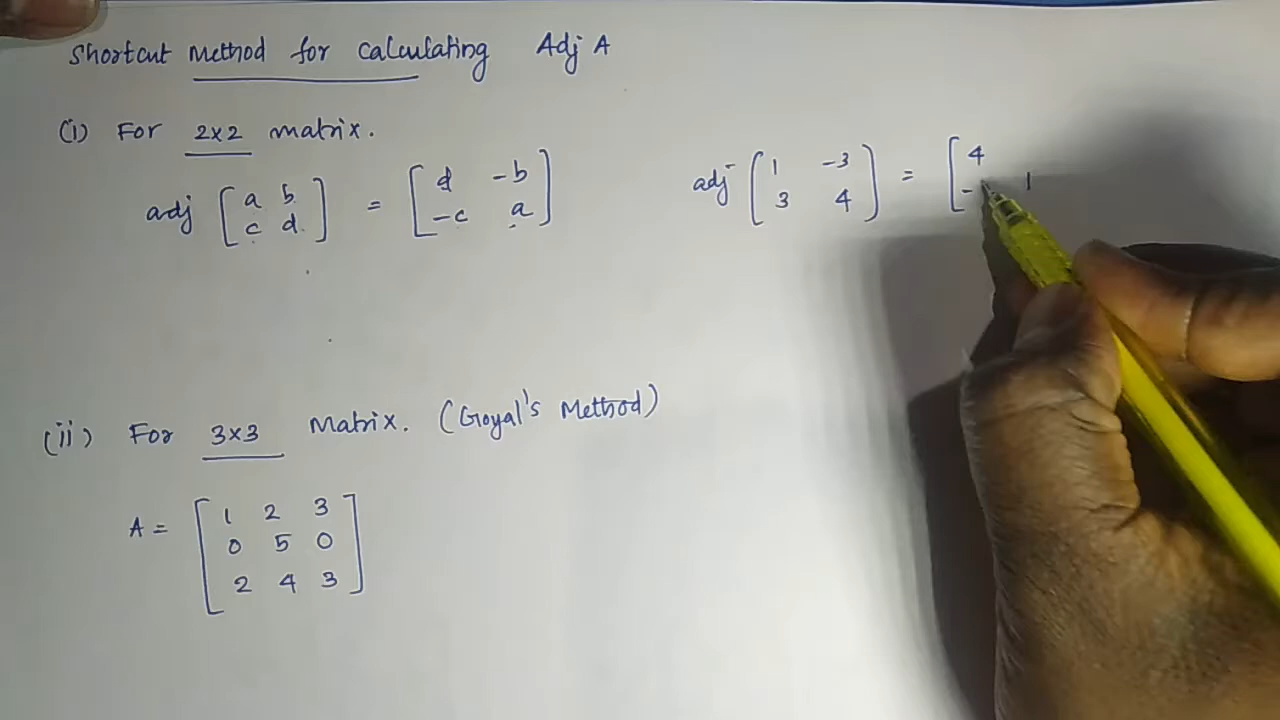 Shortcut Method for Calculating Adj A
(i) For 2x2 matrix.
adj [ a b ] = [ d -b ]
[ c d ] [ -c a ]
adj [ 1 -3 ] = [ 4
[ 3 4 ] [ - 1
(ii) For 3x3 Matrix. (Goyal's Method)
A = [ 1 2 3 ]
[ 0 5 0 ]
[ 2 4 3 ]